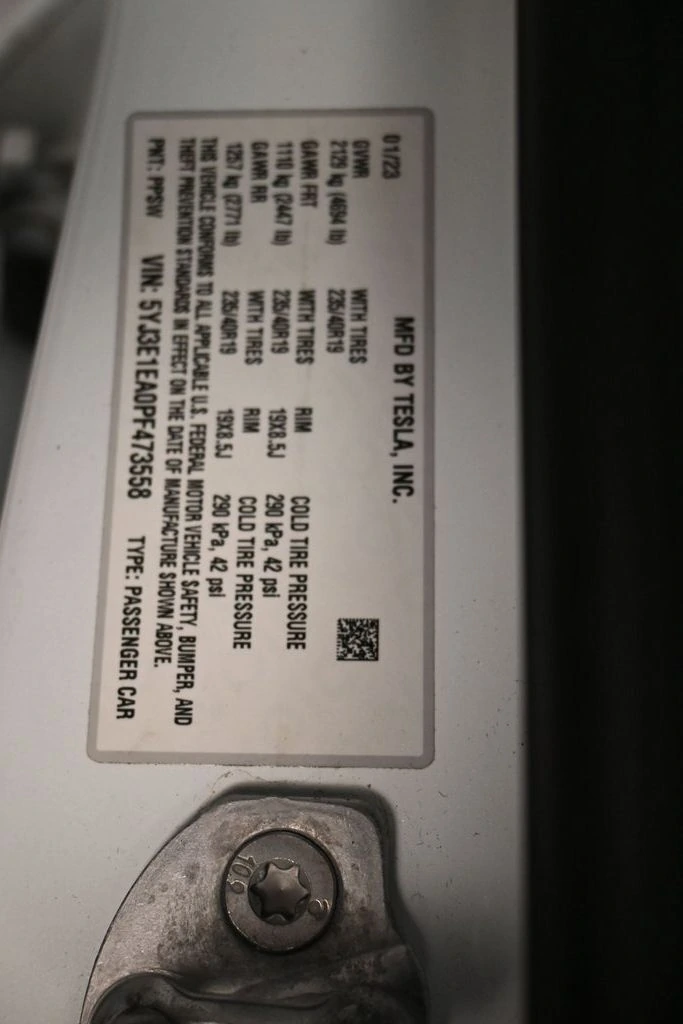 MFD BY TESLA, INC.
01/23
GVWR WITH TIRES
2129 kg (4694 lb) 235/40R19
GAWR FRT WITH TIRES RIM COLD TIRE PRESSURE
1110 kg (2447 lb) 235/40R19 19X8.5J 290 kPa, 42 psi
GAWR RR WITH TIRES RIM COLD TIRE PRESSURE
1257 kg (2771 lb) 235/40R19 19X8.5J 290 kPa, 42 psi
THIS VEHICLE CONFORMS TO ALL APPLICABLE U.S. FEDERAL MOTOR VEHICLE SAFETY, BUMPER, AND
THEFT PREVENTION STANDARDS IN EFFECT ON THE DATE OF MANUFACTURE SHOWN ABOVE.
PNT: PPSW VIN: 5YJ3E1EA0PF473558 TYPE: PASSENGER CAR